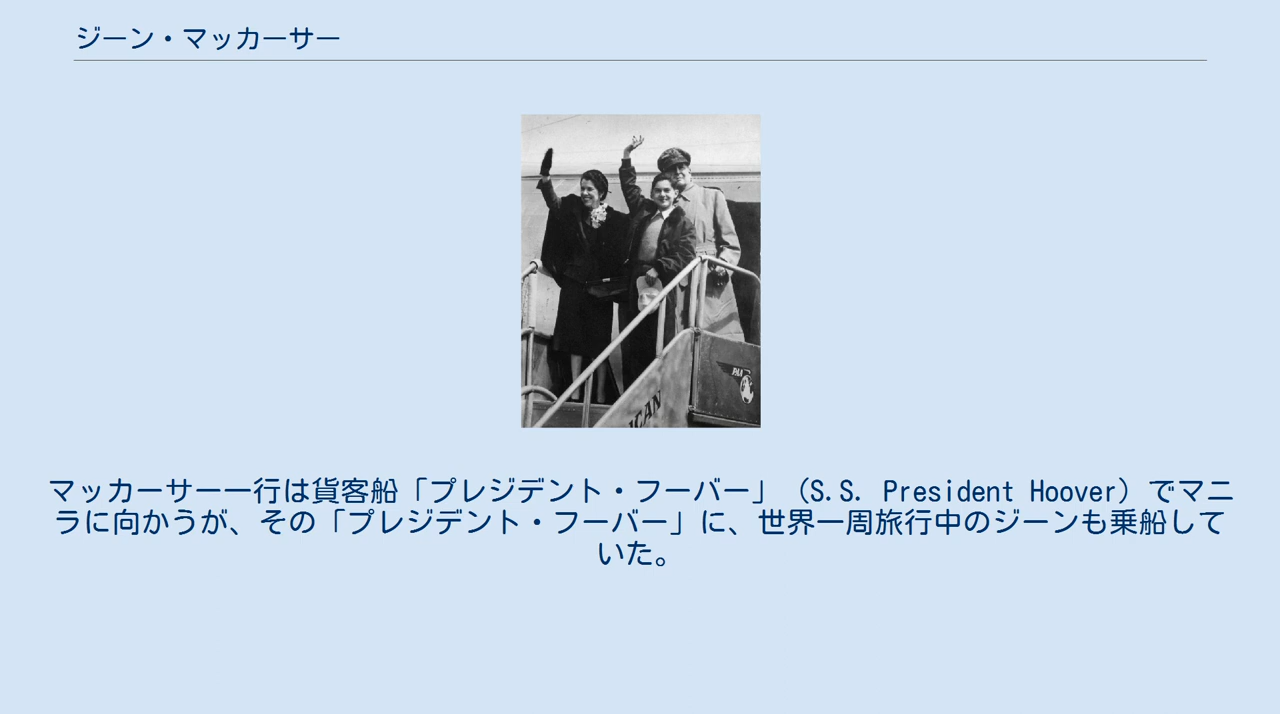 ジーン・マッカーサー
PAA
ICAN
マッカーサー一行は貨客船「プレジデント・フーバー」（S.S. President Hoover）でマニ
ラに向かうが、その「プレジデント・フーバー」に、世界一周旅行中のジーンも乗船して
いた。